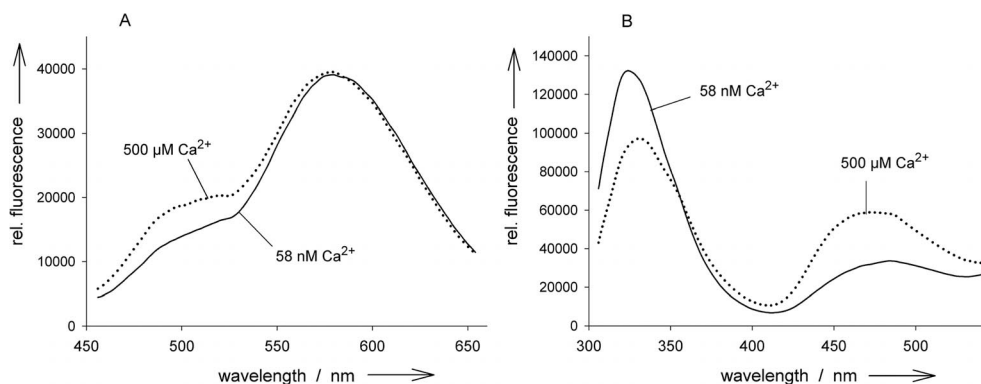 A
rel. fluorescence
40000
30000
20000
10000
0
500 µM Ca²⁺
58 nM Ca²⁺
450 500 550 600 650
wavelength / nm
B
rel. fluorescence
140000
120000
100000
80000
60000
40000
20000
0
58 nM Ca²⁺
500 µM Ca²⁺
300 350 400 450 500
wavelength / nm